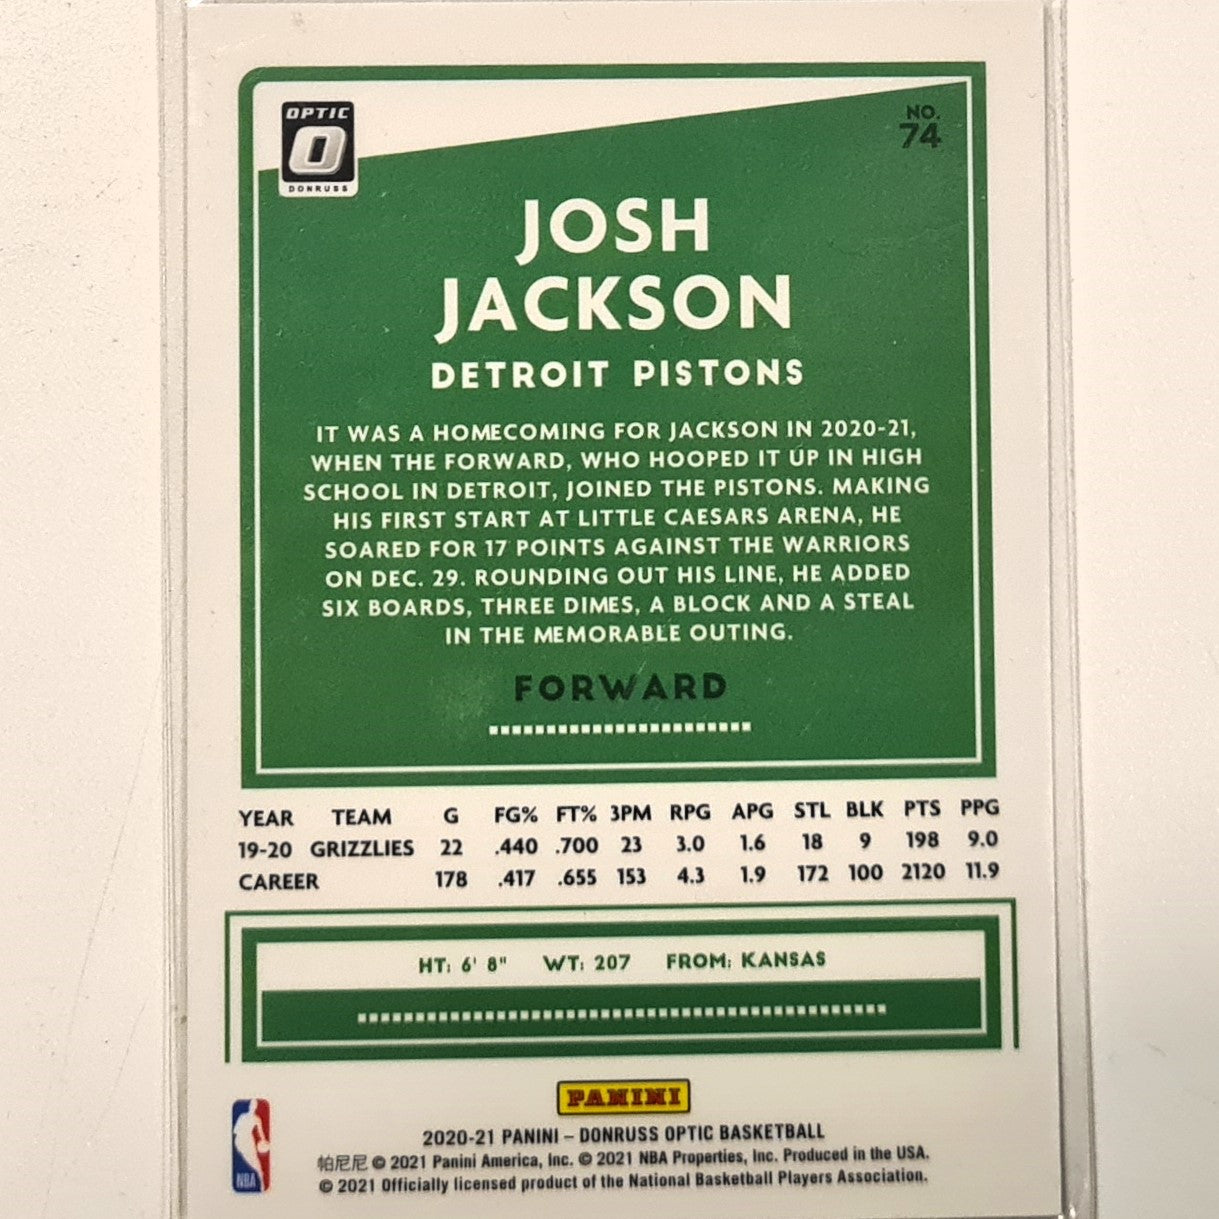 OPTIC
O
DONRUSS
NO.
74
JOSH
JACKSON
DETROIT PISTONS
IT WAS A HOMECOMING FOR JACKSON IN 2020-21,
WHEN THE FORWARD, WHO HOOPED IT UP IN HIGH
SCHOOL IN DETROIT, JOINED THE PISTONS. MAKING
HIS FIRST START AT LITTLE CAESARS ARENA, HE
SOARED FOR 17 POINTS AGAINST THE WARRIORS
ON DEC. 29. ROUNDING OUT HIS LINE, HE ADDED
SIX BOARDS, THREE DIMES, A BLOCK AND A STEAL
IN THE MEMORABLE OUTING.
FORWARD
YEAR TEAM G FG% FT% 3PM RPG APG STL BLK PTS PPG
19-20 GRIZZLIES 22 .440 .700 23 3.0 1.6 18 9 198 9.0
CAREER 178 .417 .655 153 4.3 1.9 172 100 2120 11.9
HT: 6' 8" WT: 207 FROM: KANSAS
PANINI
2020-21 PANINI – DONRUSS OPTIC BASKETBALL
帕尼尼 © 2021 Panini America, Inc. © 2021 NBA Properties, Inc. Produced in the USA.
© 2021 Officially licensed product of the National Basketball Players Association.
NBA